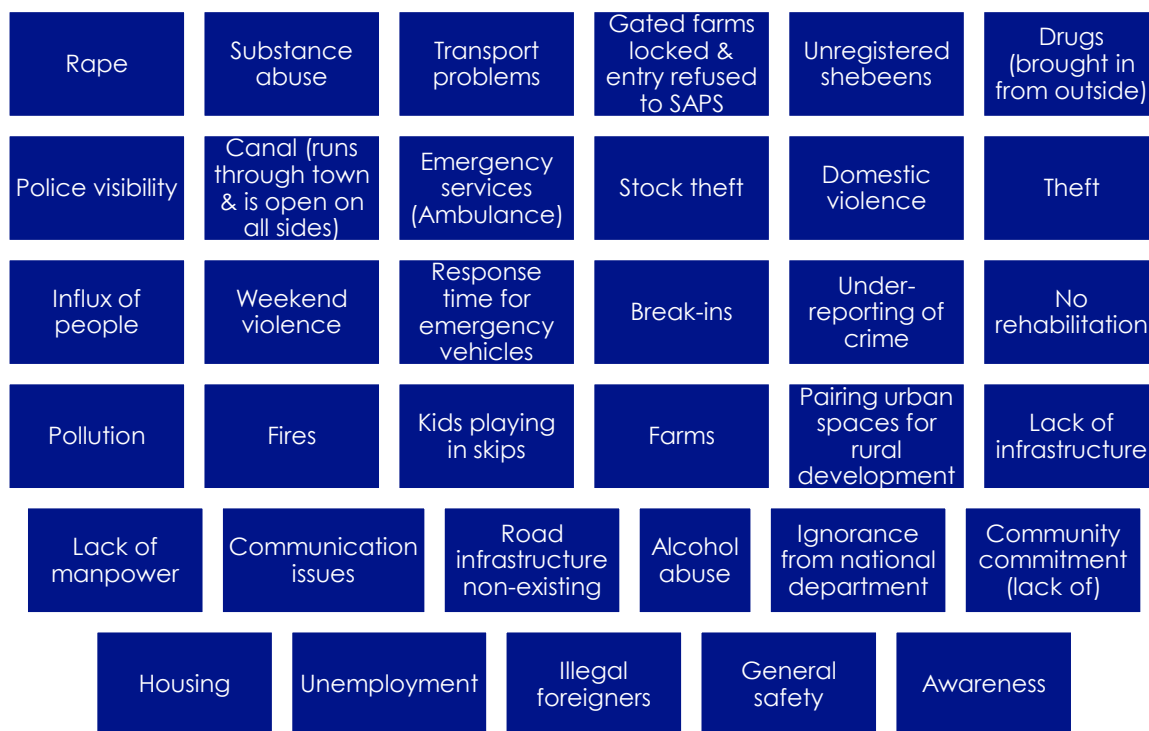 Rape
Substance
abuse
Transport
problems
Gated farms
locked &
entry refused
to SAPS
Unregistered
shebeens
Drugs
(brought in
from outside)
Police visibility
Canal (runs
through town
& is open on
all sides)
Emergency
services
(Ambulance)
Stock theft
Domestic
violence
Theft
Influx of
people
Weekend
violence
Response
time for
emergency
vehicles
Break-ins
Under-
reporting of
crime
No
rehabilitation
Pollution
Fires
Kids playing
in skips
Farms
Pairing urban
spaces for
rural
development
Lack of
infrastructure
Lack of
manpower
Communication
issues
Road
infrastructure
non-existing
Alcohol
abuse
Ignorance
from national
department
Community
commitment
(lack of)
Housing
Unemployment
Illegal
foreigners
General
safety
Awareness